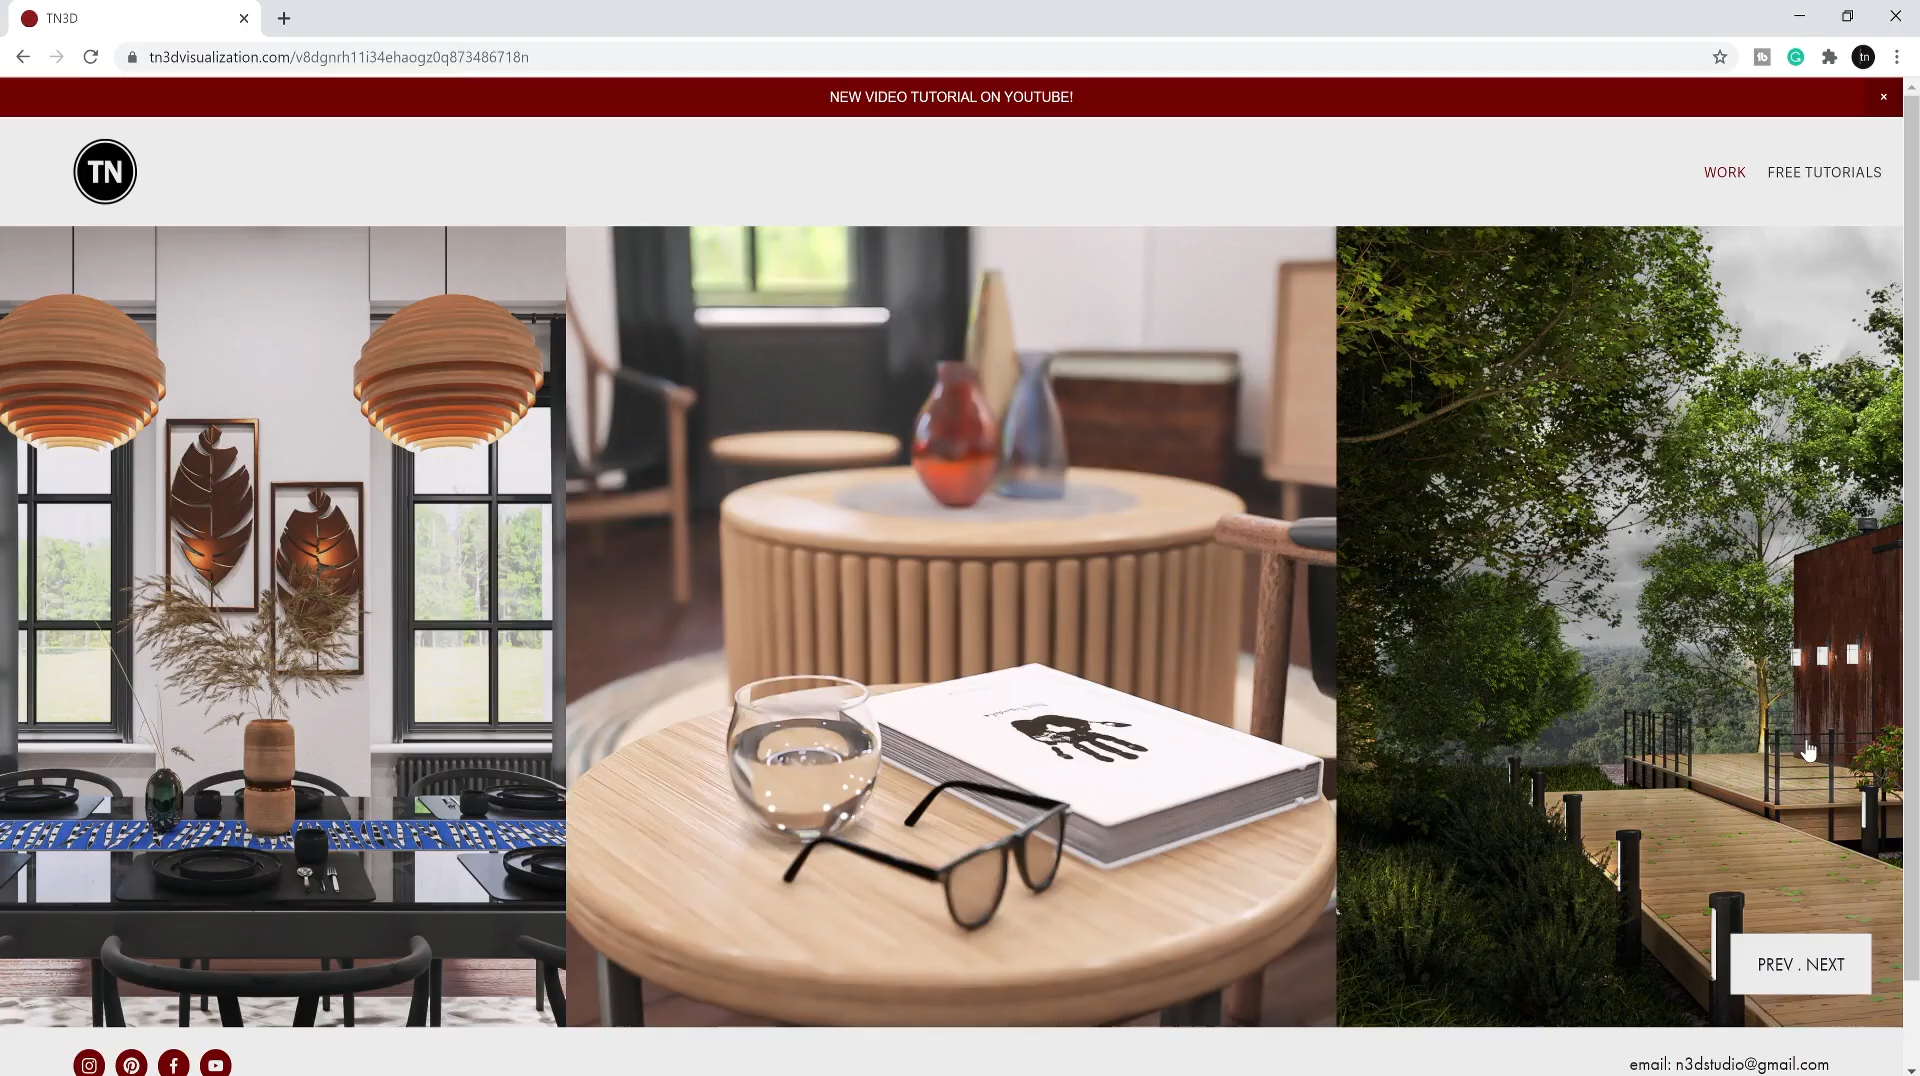 TN3D
tn3dvisualization.com/v8dgnrh11i34ehaogz0q873486718n
tn
NEW VIDEO TUTORIAL ON YOUTUBE!
TN
WORK
FREE TUTORIALS
PREV . NEXT
email: n3dstudio@gmail.com